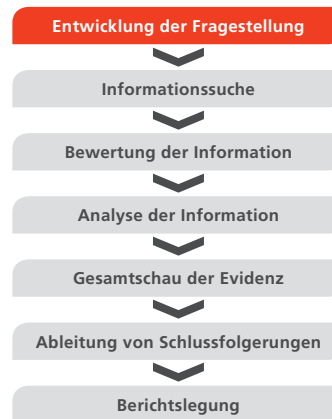 Entwicklung der Fragestellung
Informationssuche
Bewertung der Information
Analyse der Information
Gesamtschau der Evidenz
Ableitung von Schlussfolgerungen
Berichtslegung